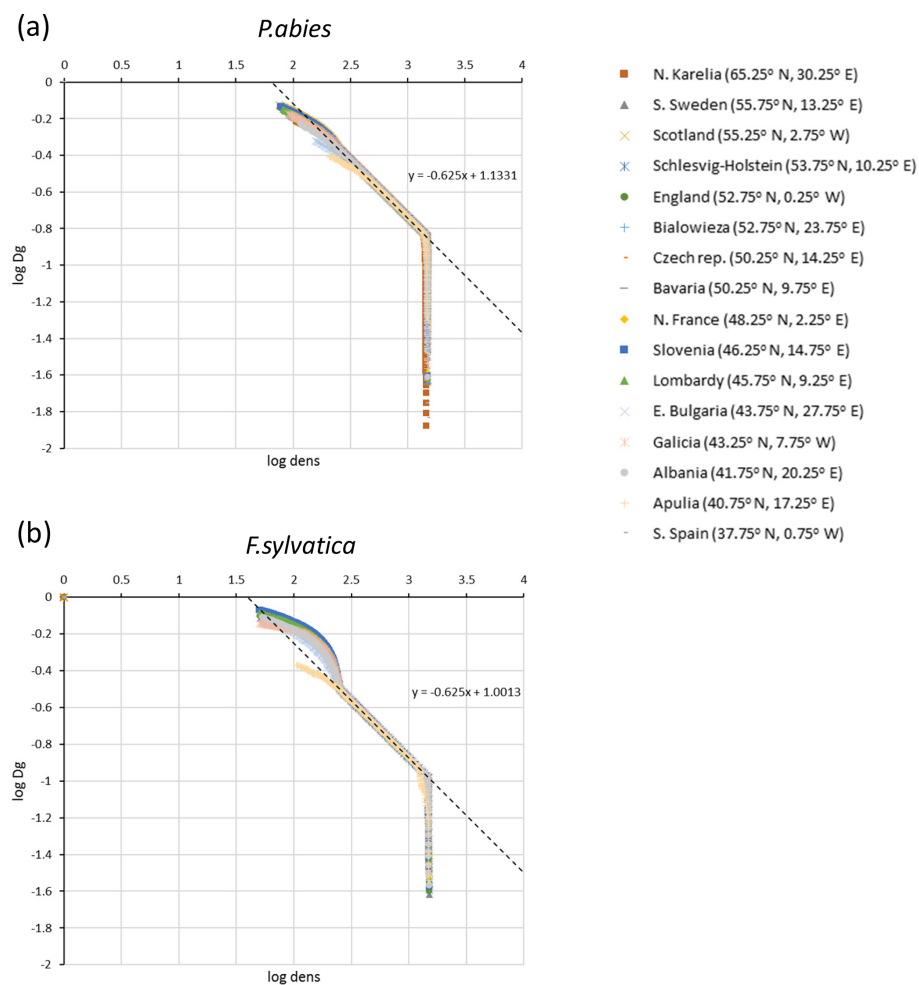 (a)
P.abies
0 0.5 1 1.5 2 2.5 3 3.5 4
0
-0.2
-0.4
-0.6
-0.8
-1
-1.2
-1.4
-1.6
-1.8
-2
log Dg
y = -0.625x + 1.1331
log dens
N. Karelia (65.25° N, 30.25° E)
S. Sweden (55.75° N, 13.25° E)
Scotland (55.25° N, 2.75° W)
Schlesvig-Holstein (53.75° N, 10.25° E)
England (52.75° N, 0.25° W)
Bialowieza (52.75° N, 23.75° E)
Czech rep. (50.25° N, 14.25° E)
Bavaria (50.25° N, 9.75° E)
N. France (48.25° N, 2.25° E)
Slovenia (46.25° N, 14.75° E)
Lombardy (45.75° N, 9.25° E)
E. Bulgaria (43.75° N, 27.75° E)
Galicia (43.25° N, 7.75° W)
Albania (41.75° N, 20.25° E)
Apulia (40.75° N, 17.25° E)
S. Spain (37.75° N, 0.75° W)
(b)
F.sylvatica
0 0.5 1 1.5 2 2.5 3 3.5 4
0
-0.2
-0.4
-0.6
-0.8
-1
-1.2
-1.4
-1.6
-1.8
-2
log Dg
y = -0.625x + 1.0013
log dens